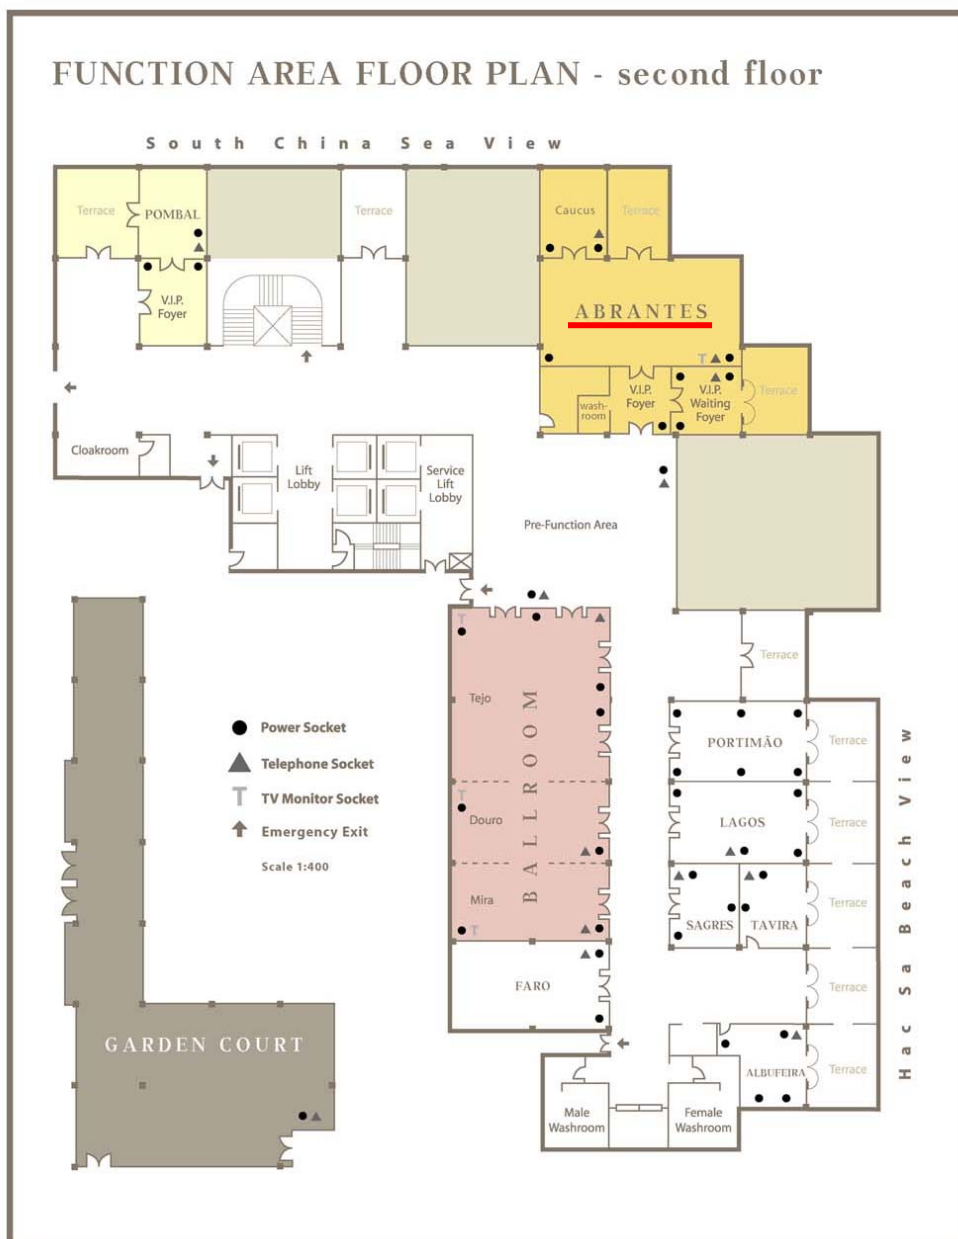 FUNCTION AREA FLOOR PLAN - second floor
South China Sea View
Terrace
POMBAL
Terrace
Caucus
Terrace
V.I.P.
Foyer
ABRANTES
T
wash-
room
V.I.P.
Foyer
V.I.P.
Waiting
Foyer
Terrace
Cloakroom
Lift
Lobby
Service
Lift
Lobby
Pre-Function Area
T
Terrace
Tejo
BALLROOM
Power Socket
Telephone Socket
T TV Monitor Socket
Emergency Exit
Scale 1:400
PORTIMÃO
Terrace
T
Douro
LAGOS
Terrace
Mira
T
SAGRES
TAVIRA
Terrace
Hac Sa Beach View
FARO
Terrace
GARDEN COURT
ALBUFEIRA
Terrace
Male
Washroom
Female
Washroom